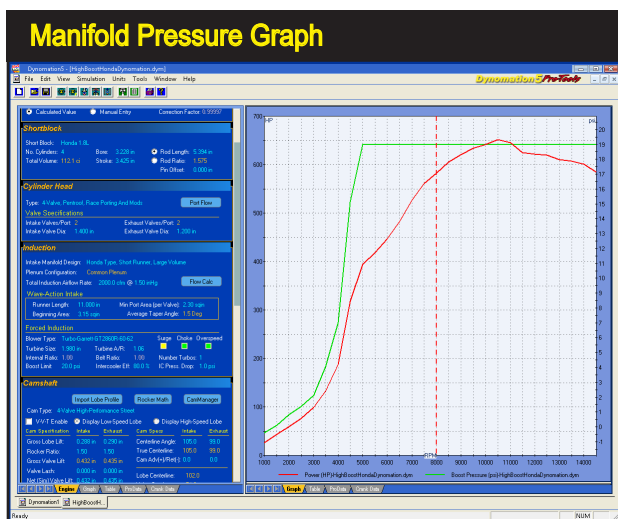 Manifold Pressure Graph
Dynomation5 - [HighBoostHondaDynomation.dym]
File Edit View Simulation Units Tools Window Help
Dynomation5 ProTools
Calculated Value Manual Entry Correction Factor 0.99997
Shortblock
Short Block: Honda 1.8L
No. Cylinders: 4 Bore: 3.228 in Rod Length: 5.394 in
Total Volume: 112.1 ci Stroke: 3.425 in Rod Ratio: 1.575
Pin Offset: 0.000 in
Cylinder Head
Type: 4-Valve, Pentroof, Race Porting And Mods Port Flow
Valve Specifications
Intake Valves/Port 2 Exhaust Valves/Port 2
Intake Valve Dia: 1.400 in Exhaust Valve Dia: 1.200 in
Induction
Intake Manifold Design: Honda Type, Short Runner, Large Volume
Plenum Configuration: Common Plenum
Total Induction Airflow Rate: 2000.0 cfm @ 1.50 inHg Flow Calc
Wave-Action Intake
Runner Length: 11.000 in Min Port Area (per Valve): 2.30 sqin
Beginning Area: 3.15 sqin Average Taper Angle: 1.5 Deg
Forced Induction
Blower Type: Turbo Garrett GT2860R-60 62 Surge Choke Overspeed
Turbine Size: 1.980 in Turbine A/R: 1.06
Internal Ratio: 1.00 Belt Ratio: 1.00 Number Turbos: 1
Boost Limit 20.0 psi Intercooler Eff: 80.0 % IC Press. Drop 1.0 psi
Camshaft
Import Lobe Profile Rocker Math CamManager
Cam Type: 4-Valve High-Performance Street
V-V-T Enable Display Low-Speed Lobe Display High-Speed Lobe
Cam Specification Intake Exhaust Cam Specs Intake Exhaust
Gross Lobe Lift: 0.288 in 0.290 in Centerline Angle: 105.0 99.0
Rocker Ratio: 1.50 1.50 True Centerline: 105.0 99.0
Gross Valve Lift 0.432 in 0.435 in Cam Adv(+)/Ret(-): 0.0 0.0
Valve Lash: 0.000 in 0.000 in
Net (Sim) Valve Lift 0.432 in 0.435 in Lobe Centerline 102.0
Engine Graph Table ProData Crank Data
HP
psi
700
600
500
400
300
200
100
0
20
19
18
17
16
15
14
13
12
11
10
9
8
7
6
5
4
3
2
1
0
-1
RPM
1000 2000 3000 4000 5000 6000 7000 8000 9000 10000 11000 12000 13000 14000
Power (HP)-HighBoostHondaDynomation.dym Boost Pressure (psi)-HighBoostHondaDynomation.dym
Graph Table ProData Crank Data
Dynomation1 HighBoostH...
Ready NUM